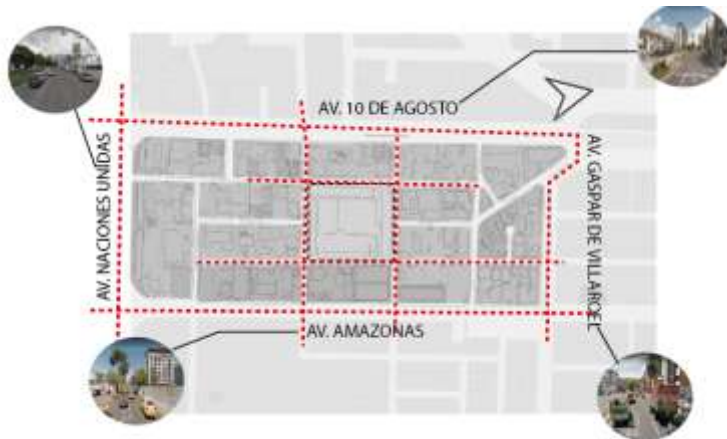 AV. 10 DE AGOSTO
AV. NACIONES UNIDAS
AV. GASPAR DE VILLAROEL
AV. AMAZONAS